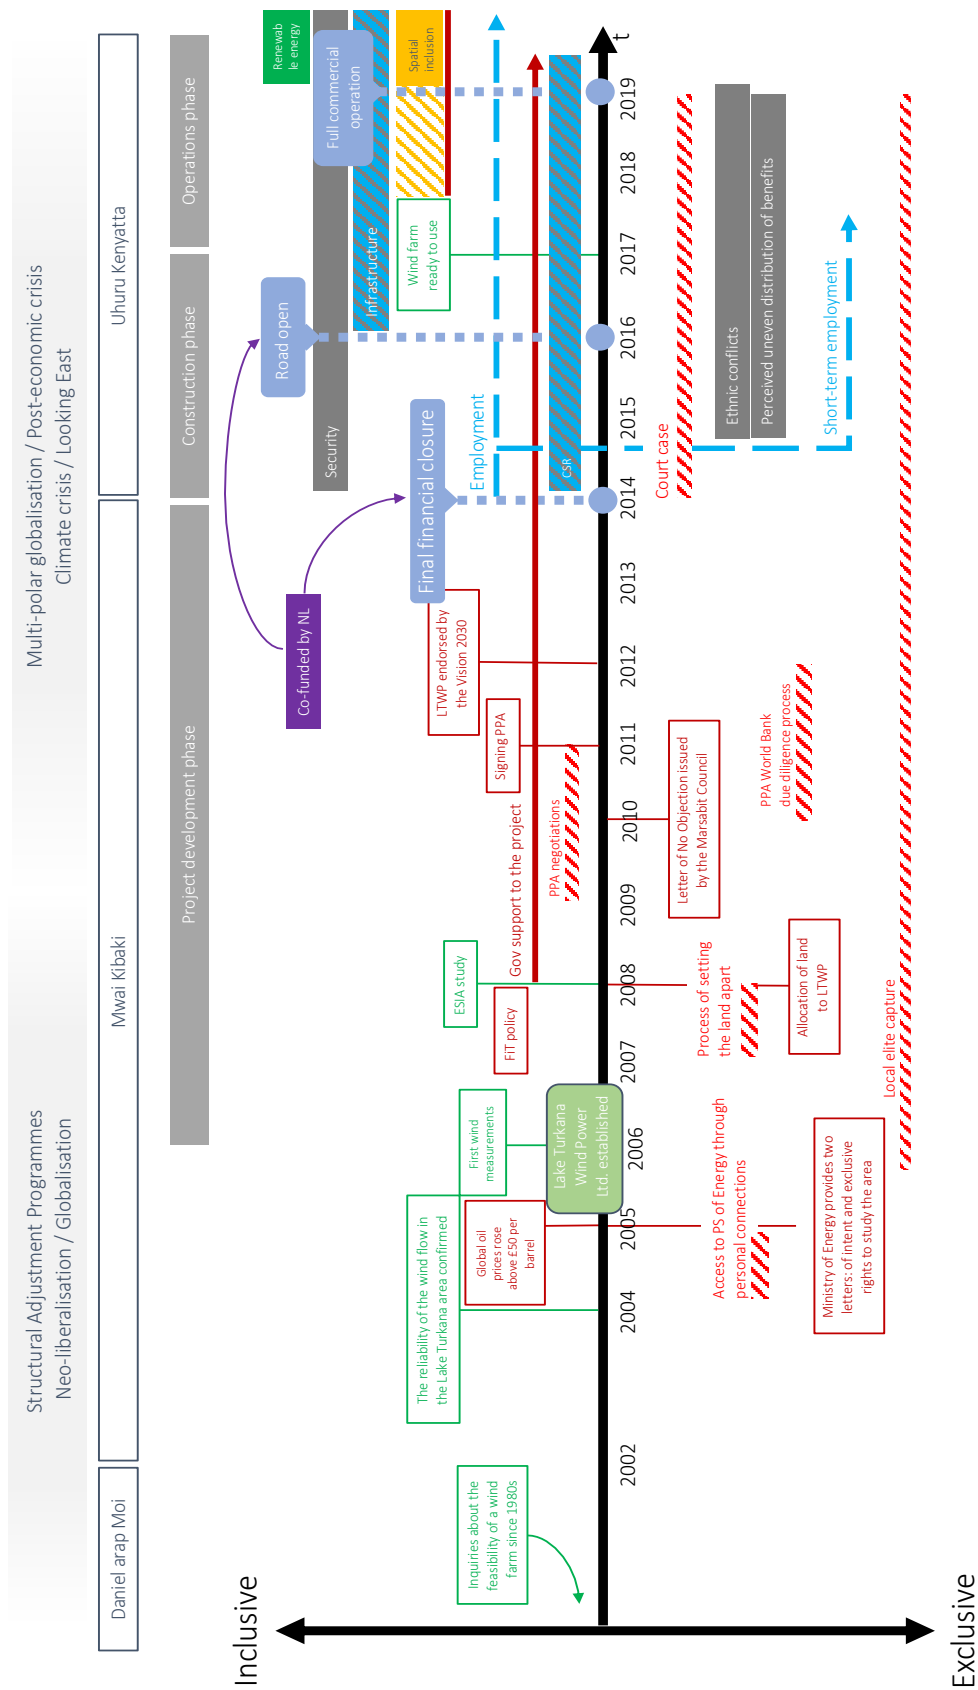 Structural Adjustment Programmes
Neo-liberalisation / Globalisation
Multi-polar globalisation / Post-economic crisis
Climate crisis / Looking East
Daniel arap Moi
Mwai Kibaki
Uhuru Kenyatta
Project development phase
Construction phase
Operations phase
Inclusive
Co-funded by NL
Road open
Renewab
le energy
Security
Full commercial
operation
Infrastructure
Spatial
inclusion
The reliability of the wind flow in
the Lake Turkana area confirmed
Final financial closure
Wind farm
ready to use
LTWP endorsed by
the Vision 2030
ESIA study
Inquiries about the
feasibility of a wind
farm since 1980s
First wind
measurements
Employment
Global oil
prices rose
above £50 per
barrel
FiT policy
Signing PPA
Gov support to the project
PPA negotiations
CSR
Lake Turkana
Wind Power
Ltd. established
t
2002
2004
2005
2006
2007
2008
2009
2010
2011
2012
2013
2014
2015
2016
2017
2018
2019
Court case
Letter of No Objection issued
by the Marsabit Council
Process of setting
the land apart
Access to PS of Energy through
personal connections
Ethnic conflicts
Perceived uneven distribution of benefits
PPA World Bank
due diligence process
Allocation of land
to LTWP
Short-term employment
Ministry of Energy provides two
letters: of intent and exclusive
rights to study the area
Local elite capture
Exclusive